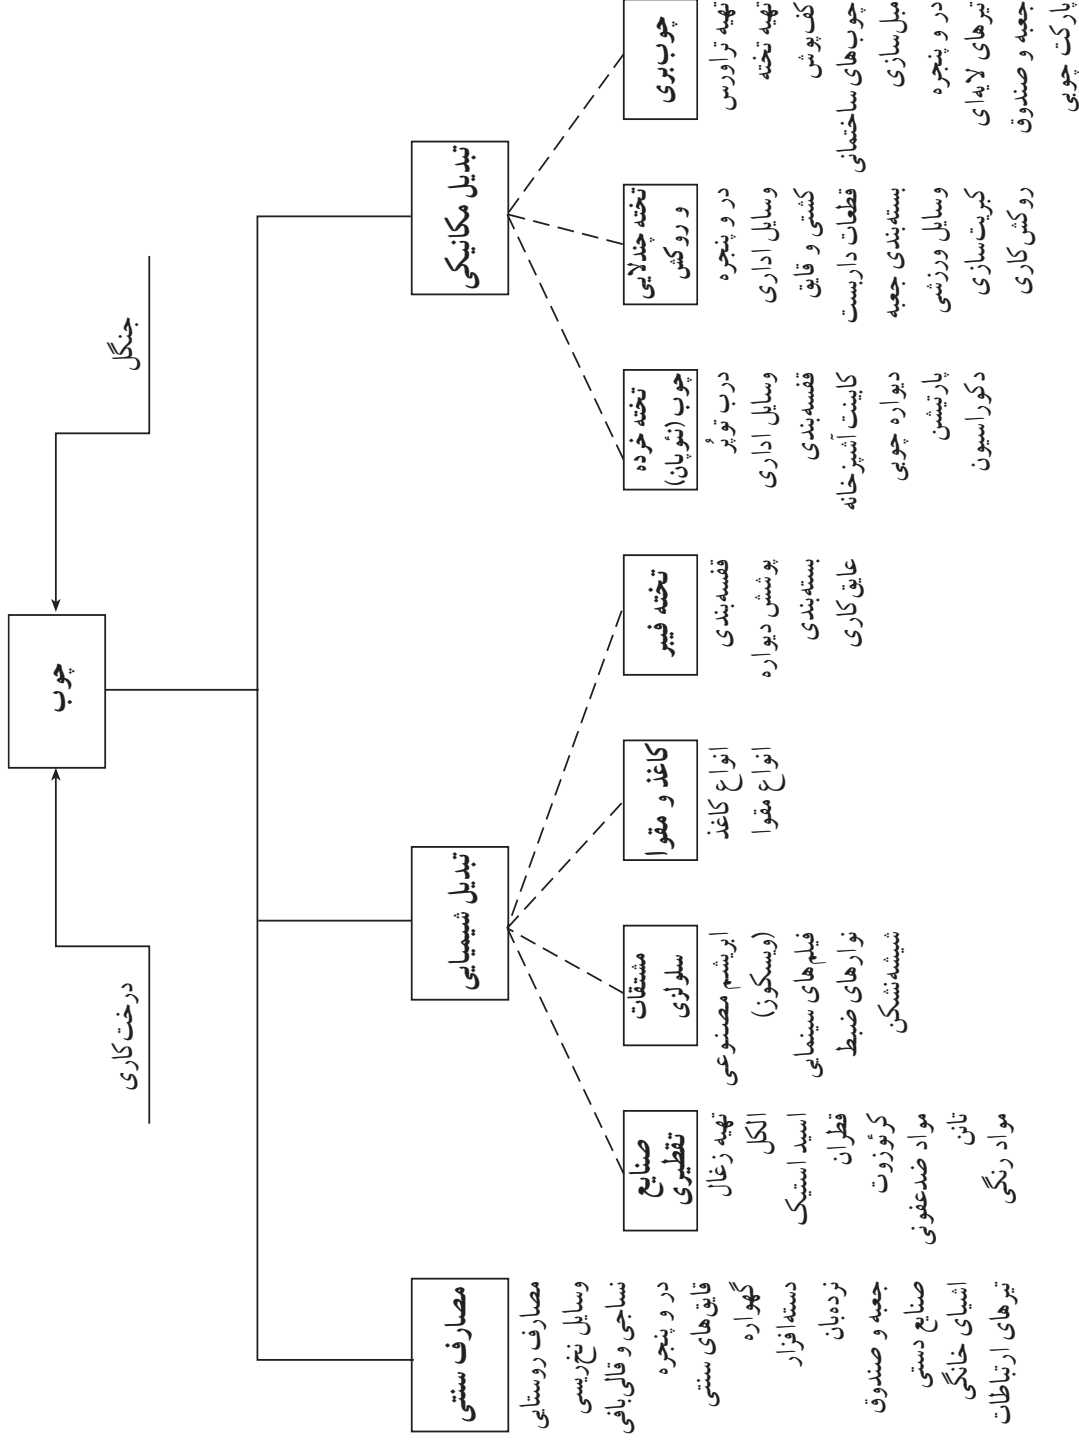 جنگل
درخت‌کاری
چوب
تبدیل مکانیکی
تبدیل شیمیایی
مصارف سنتی
چوب‌بری
تهیه تراورس
تهیه تخته
کف‌پوش
چوب‌های ساختمانی
مبل‌سازی
در و پنجره
تیرهای لایه‌ای
جعبه و صندوق
پارکت چوبی
تخته چندلایی
و روکش
در و پنجره
وسایل اداری
کشتی و قایق
قطعات داربست
بسته‌بندی جعبه
وسایل ورزشی
کبریت‌سازی
روکش‌کاری
تخته خرده
چوب (نئوپان)
درب توپُر
وسایل اداری
قفسه‌بندی
کابینت آشپزخانه
دیواره چوبی
پارتیشن
دکوراسیون
تخته فیبر
قفسه‌بندی
پوشش دیواره
بسته‌بندی
عایق‌کاری
کاغذ و مقوا
انواع کاغذ
انواع مقوا
مشتقات
سلولزی
ابریشم مصنوعی
(ویسکوز)
فیلم‌های سینمایی
نوارهای ضبط
شیشه‌نشکن
صنایع
تقطیری
تهیه زغال
الکل
اسید استیک
قطران
کرئوزوت
مواد ضدعفونی
تانن
مواد رنگی
مصارف روستایی
وسایل نخ‌ریسی
نساجی و قالی‌بافی
در و پنجره
قایق‌های سنتی
گهواره
دسته‌افزار
نرده‌بان
جعبه و صندوق
صنایع دستی
اشیای خانگی
تیرهای ارتباطات